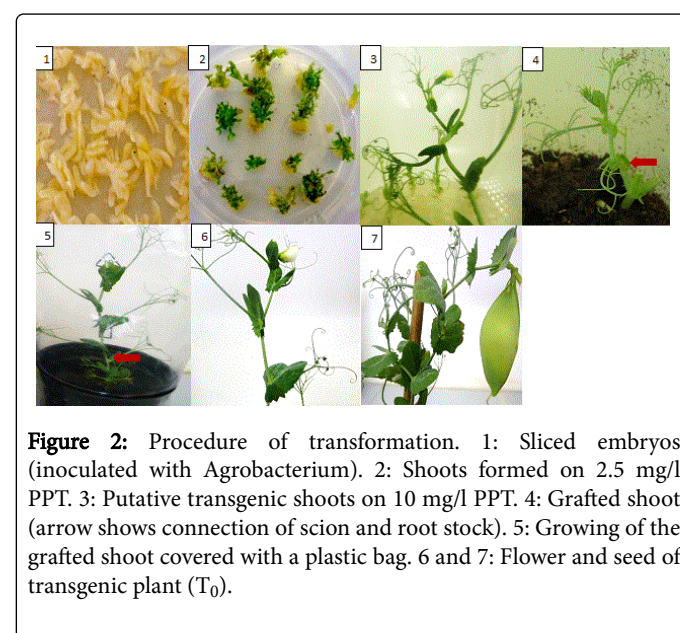 1
2
3
4
5
6
7
Figure 2: Procedure of transformation. 1: Sliced embryos
(inoculated with Agrobacterium). 2: Shoots formed on 2.5 mg/l
PPT. 3: Putative transgenic shoots on 10 mg/l PPT. 4: Grafted shoot
(arrow shows connection of scion and root stock). 5: Growing of the
grafted shoot covered with a plastic bag. 6 and 7: Flower and seed of
transgenic plant (T₀).